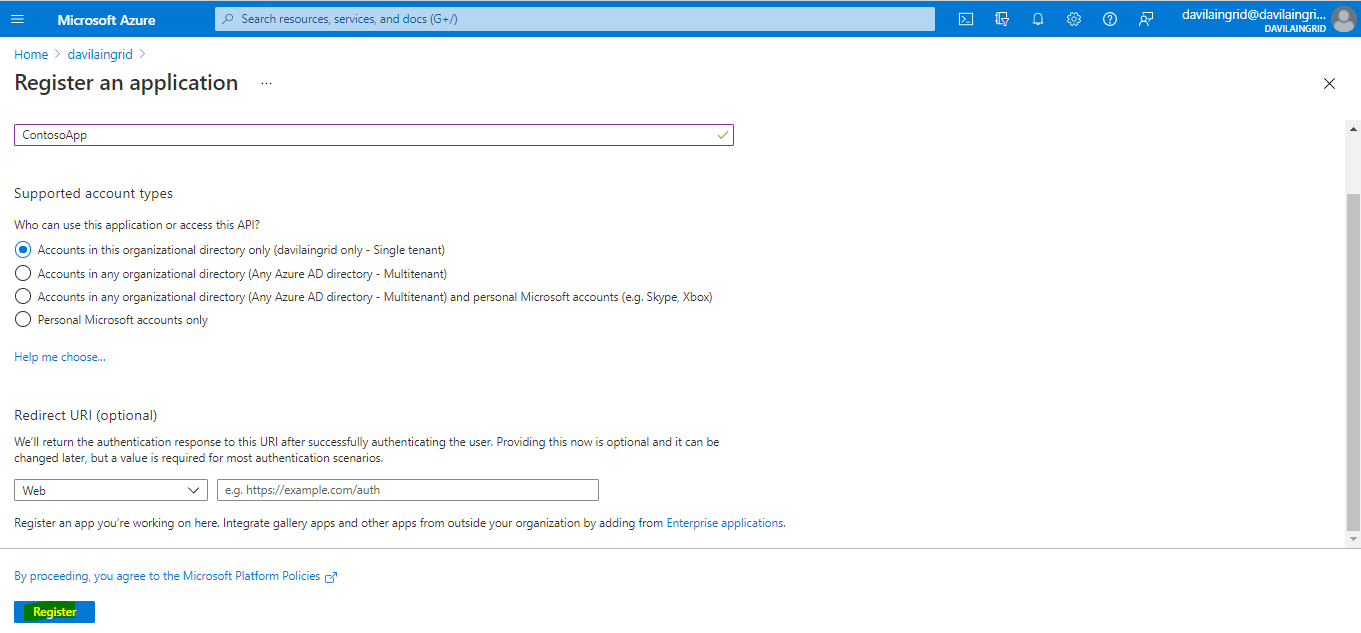 Microsoft Azure
Search resources, services, and docs (G+/)
davilaingrid@davilaingri...
DAVILAINGRID
Home > davilaingrid >
Register an application ...
ContosoApp
Supported account types
Who can use this application or access this API?
Accounts in this organizational directory only (davilaingrid only - Single tenant)
Accounts in any organizational directory (Any Azure AD directory - Multitenant)
Accounts in any organizational directory (Any Azure AD directory - Multitenant) and personal Microsoft accounts (e.g. Skype, Xbox)
Personal Microsoft accounts only
Help me choose...
Redirect URI (optional)
We'll return the authentication response to this URI after successfully authenticating the user. Providing this now is optional and it can be
changed later, but a value is required for most authentication scenarios.
Web
e.g. https://example.com/auth
Register an app you're working on here. Integrate gallery apps and other apps from outside your organization by adding from Enterprise applications.
By proceeding, you agree to the Microsoft Platform Policies
Register